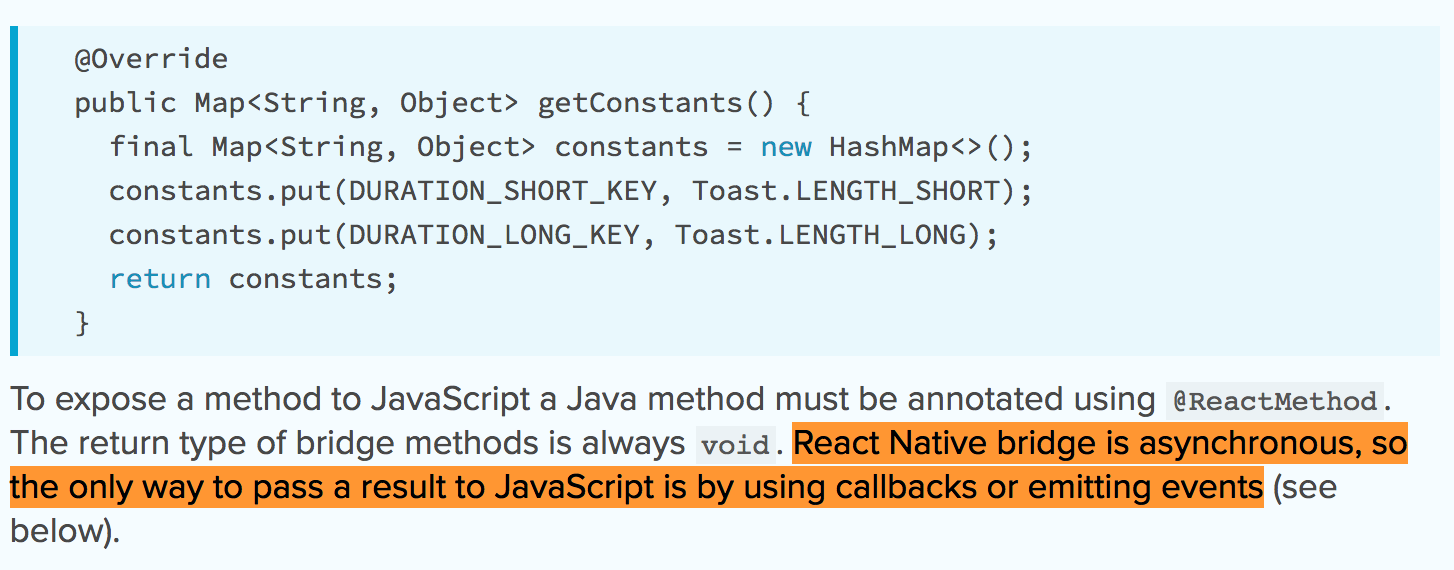 @Override
public Map<String, Object> getConstants() {
  final Map<String, Object> constants = new HashMap<>();
  constants.put(DURATION_SHORT_KEY, Toast.LENGTH_SHORT);
  constants.put(DURATION_LONG_KEY, Toast.LENGTH_LONG);
  return constants;
}
To expose a method to JavaScript a Java method must be annotated using @ReactMethod.
The return type of bridge methods is always void. React Native bridge is asynchronous, so
the only way to pass a result to JavaScript is by using callbacks or emitting events (see
below).